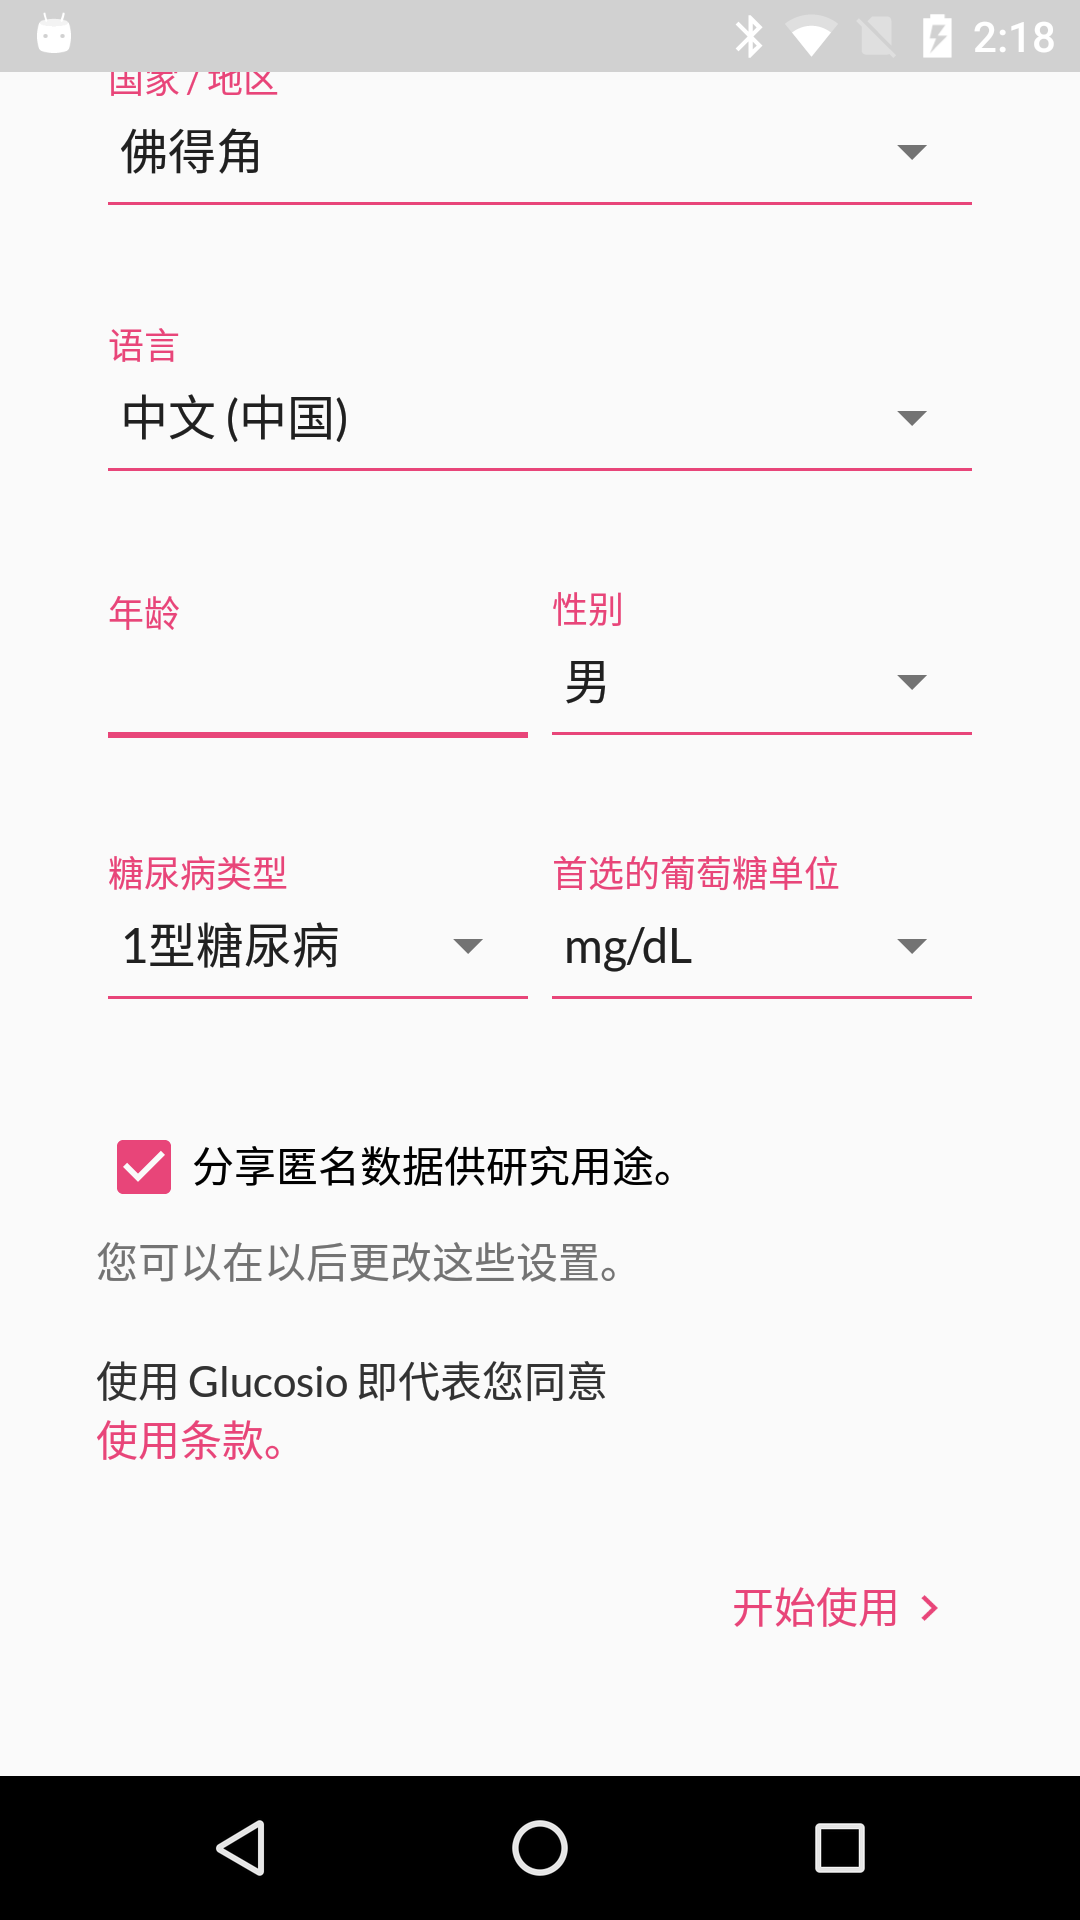 2:18
国家 / 地区
佛得角
语言
中文 (中国)
年龄
性别
男
糖尿病类型
首选的葡萄糖单位
1型糖尿病
mg/dL
分享匿名数据供研究用途。
您可以在以后更改这些设置。
使用 Glucosio 即代表您同意
使用条款。
开始使用